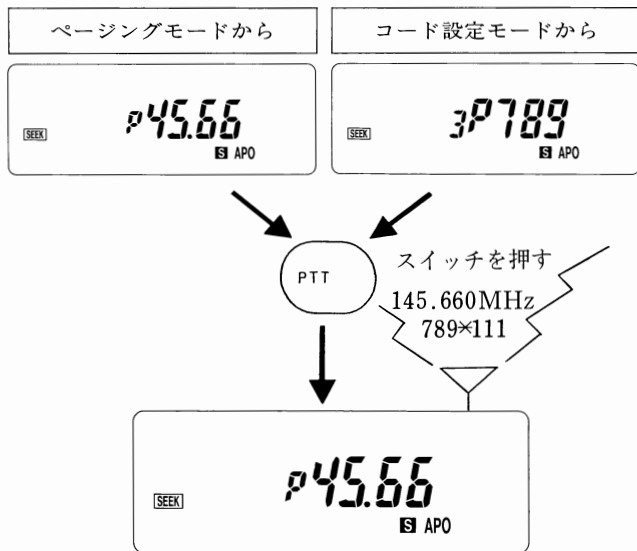 ページングモードから
コード設定モードから
SEEK
P45.66
S APO
SEEK
3P789
S APO
PTT
スイッチを押す
145.660MHz
789*111
SEEK
P45.66
S APO